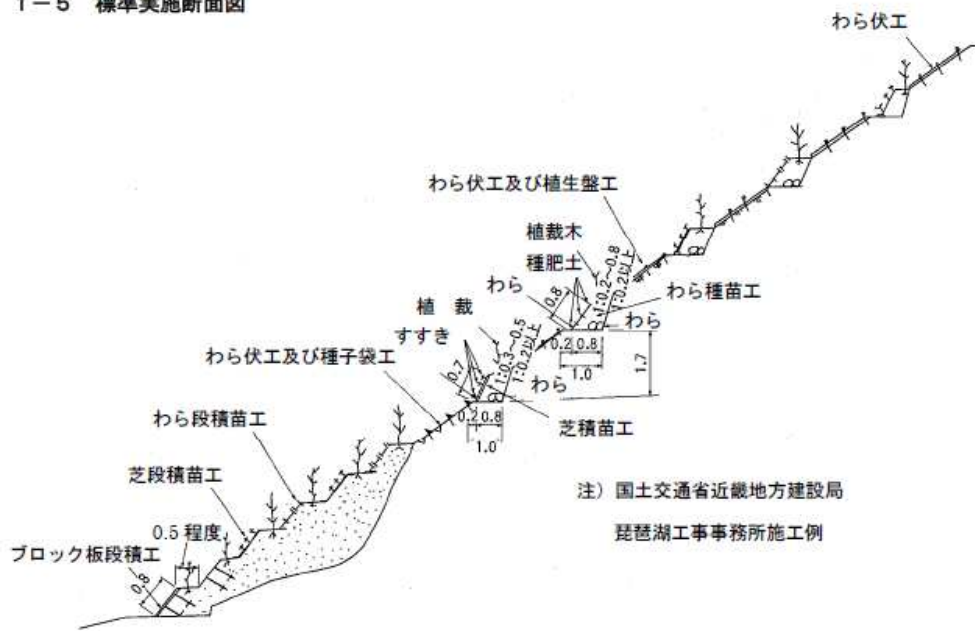 1－5 標準実施断面図
わら伏工
わら伏工及び植生盤工
植裁木
種肥土
わら
0.8
1:0.2～0.8
1:0.2以上
わら種苗工
わら
植 裁
すすき
0.2 0.8
1.0
1.7
わら伏工及び種子袋工
0.7
1:0.3～0.5
1:0.2以上
わら
0.2 0.8
1.0
芝積苗工
わら段積苗工
芝段積苗工
0.5 程度
ブロック板段積工
0.8
注） 国土交通省近畿地方建設局
琵琶湖工事事務所施工例